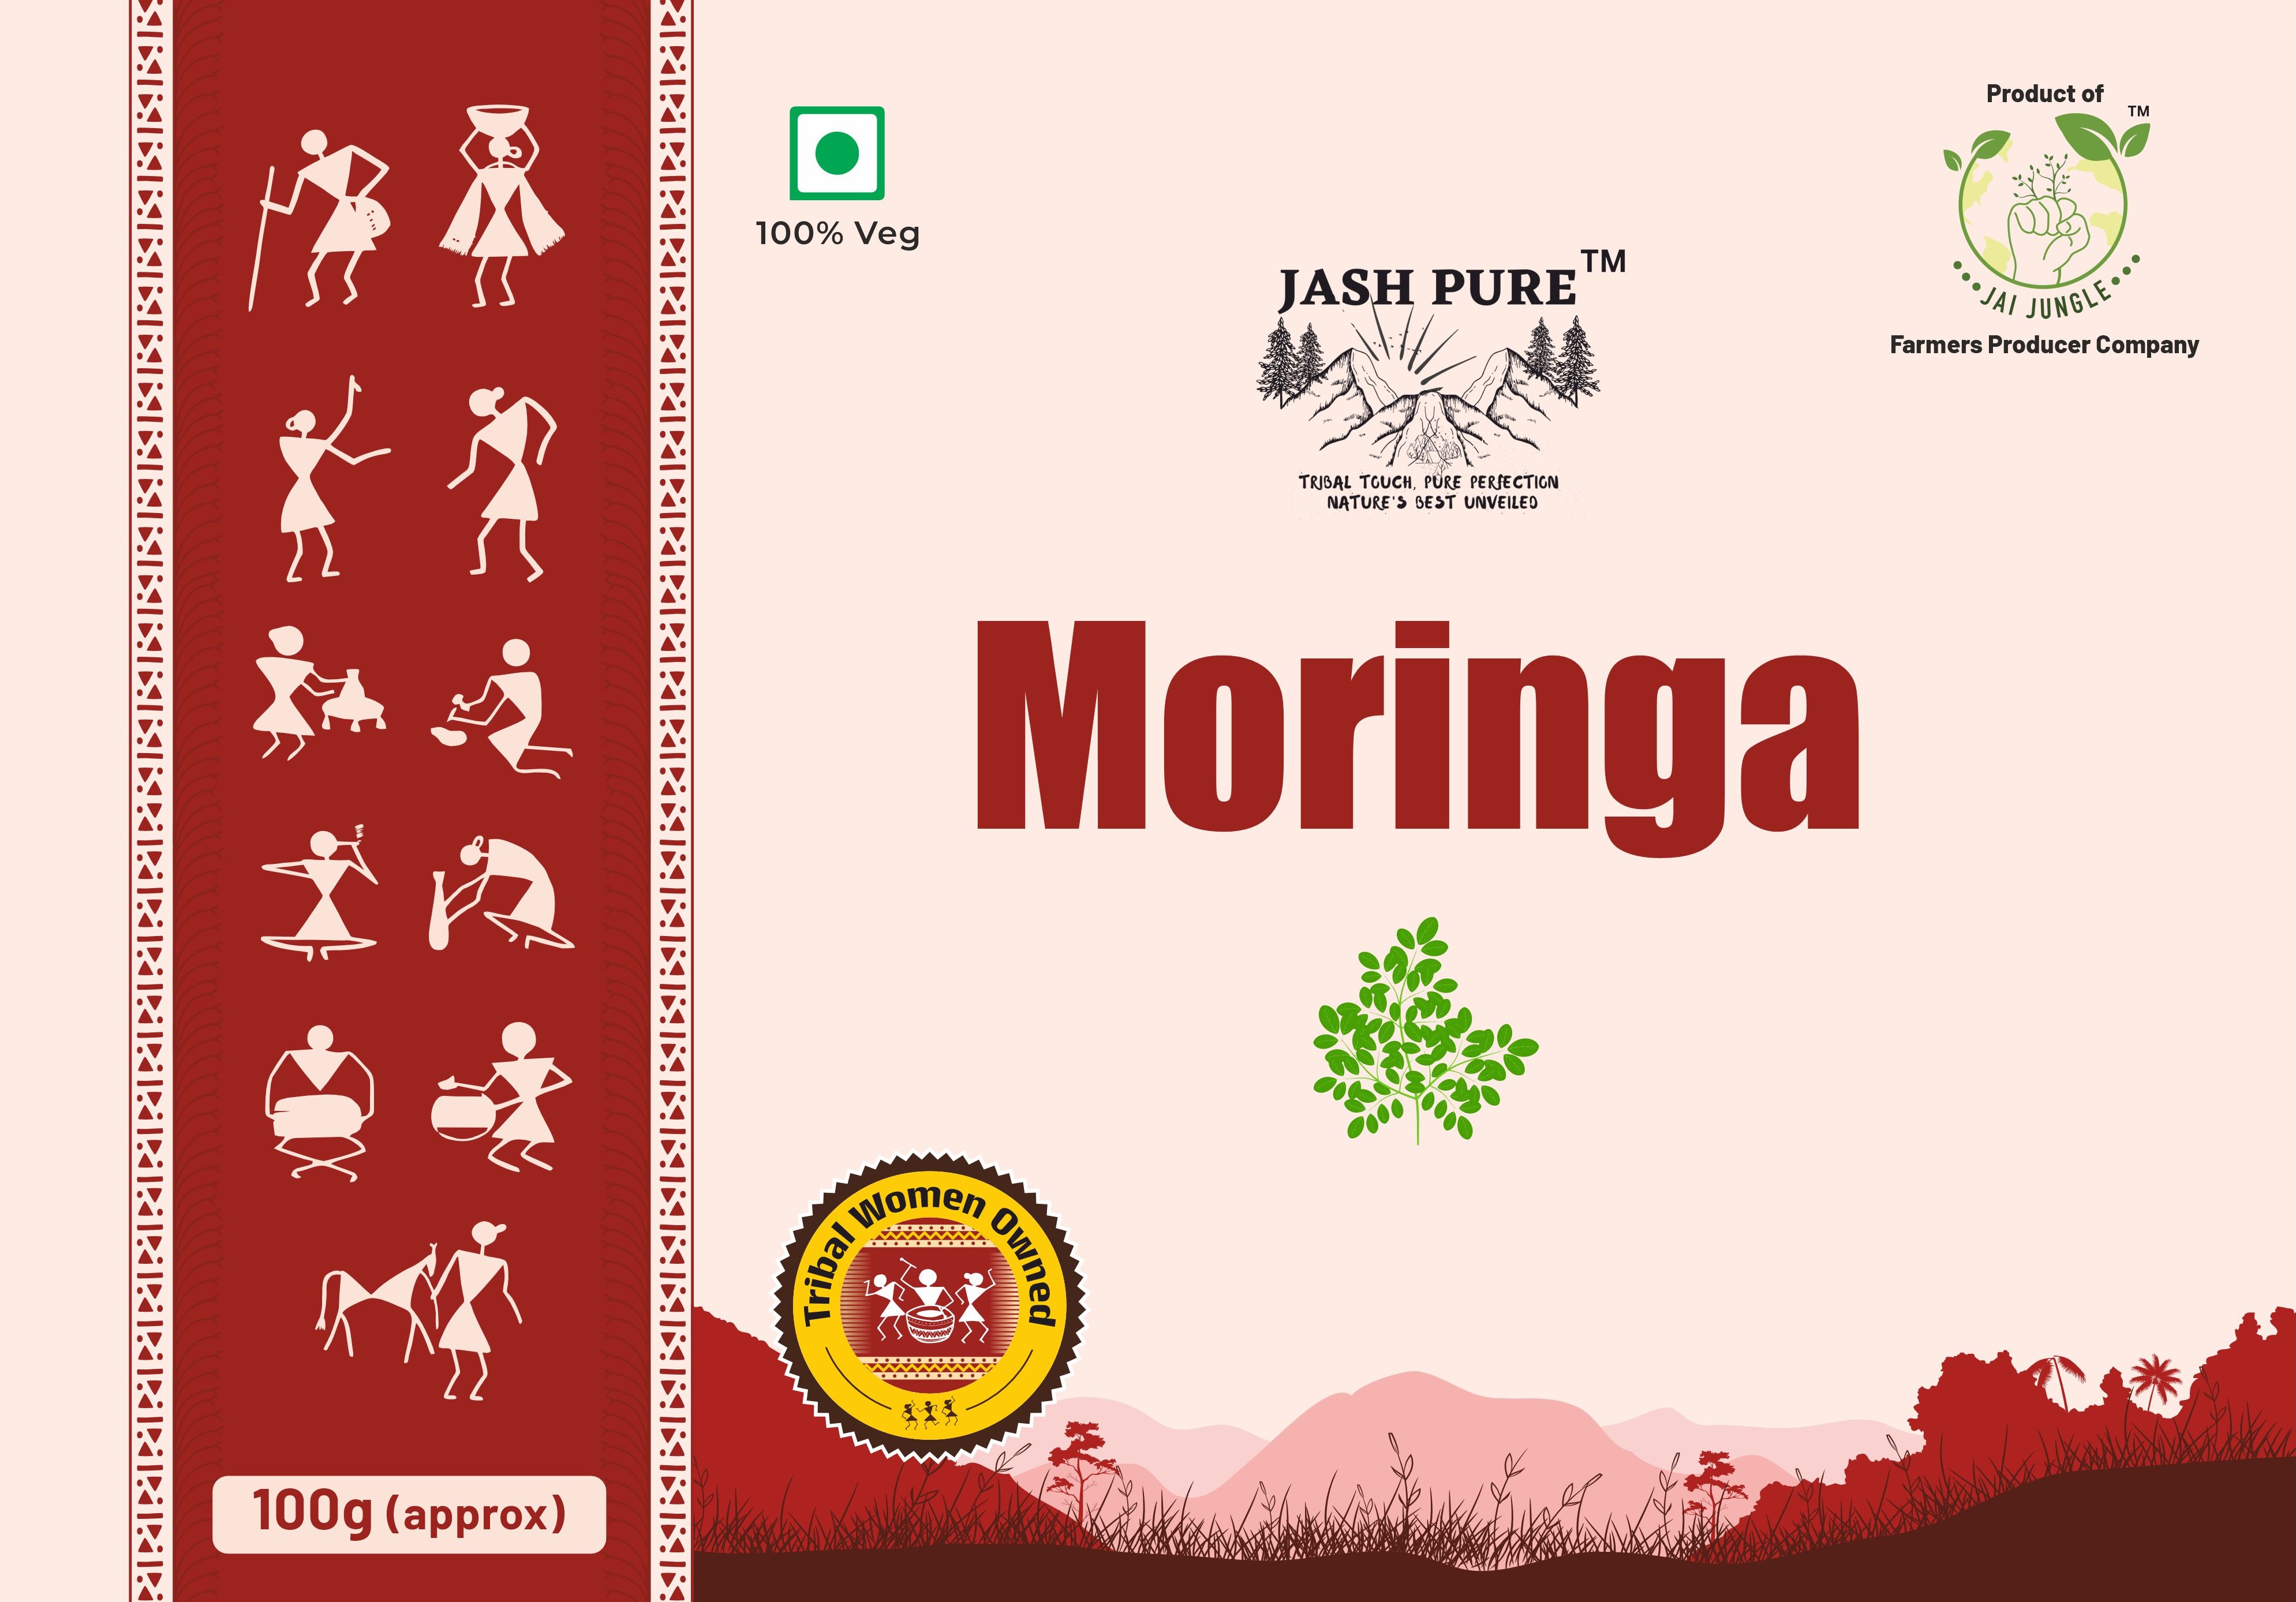 100% Veg
Product of
TM
JAI JUNGLE
Farmers Producer Company
JASH PURE TM
TRIBAL TOUCH, PURE PERFECTION
NATURE'S BEST UNVEILED
Moringa
Tribal Women Owned
100g (approx)